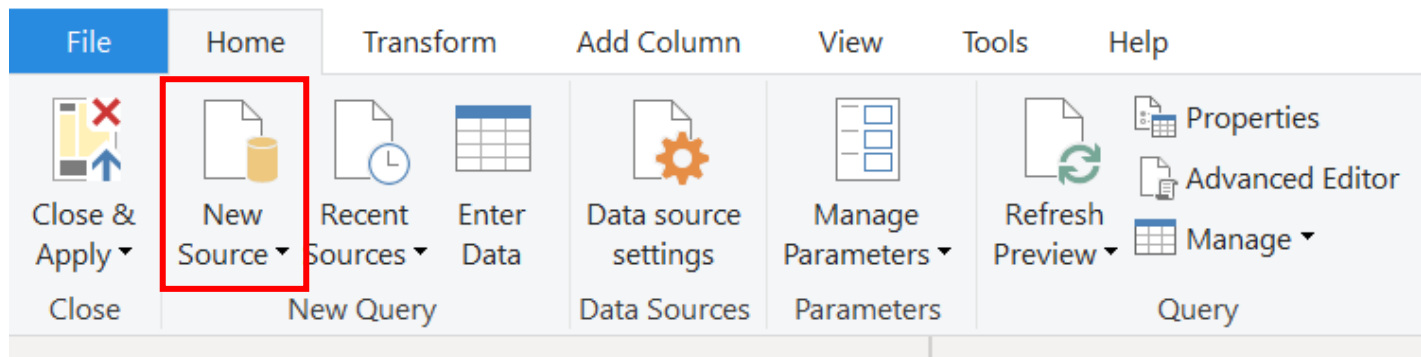 File Home Transform Add Column View Tools Help
Close &
Apply
New
Source
Recent
Sources
Enter
Data
Data source
settings
Manage
Parameters
Refresh
Preview
Properties
Advanced Editor
Manage
Close
New Query
Data Sources
Parameters
Query